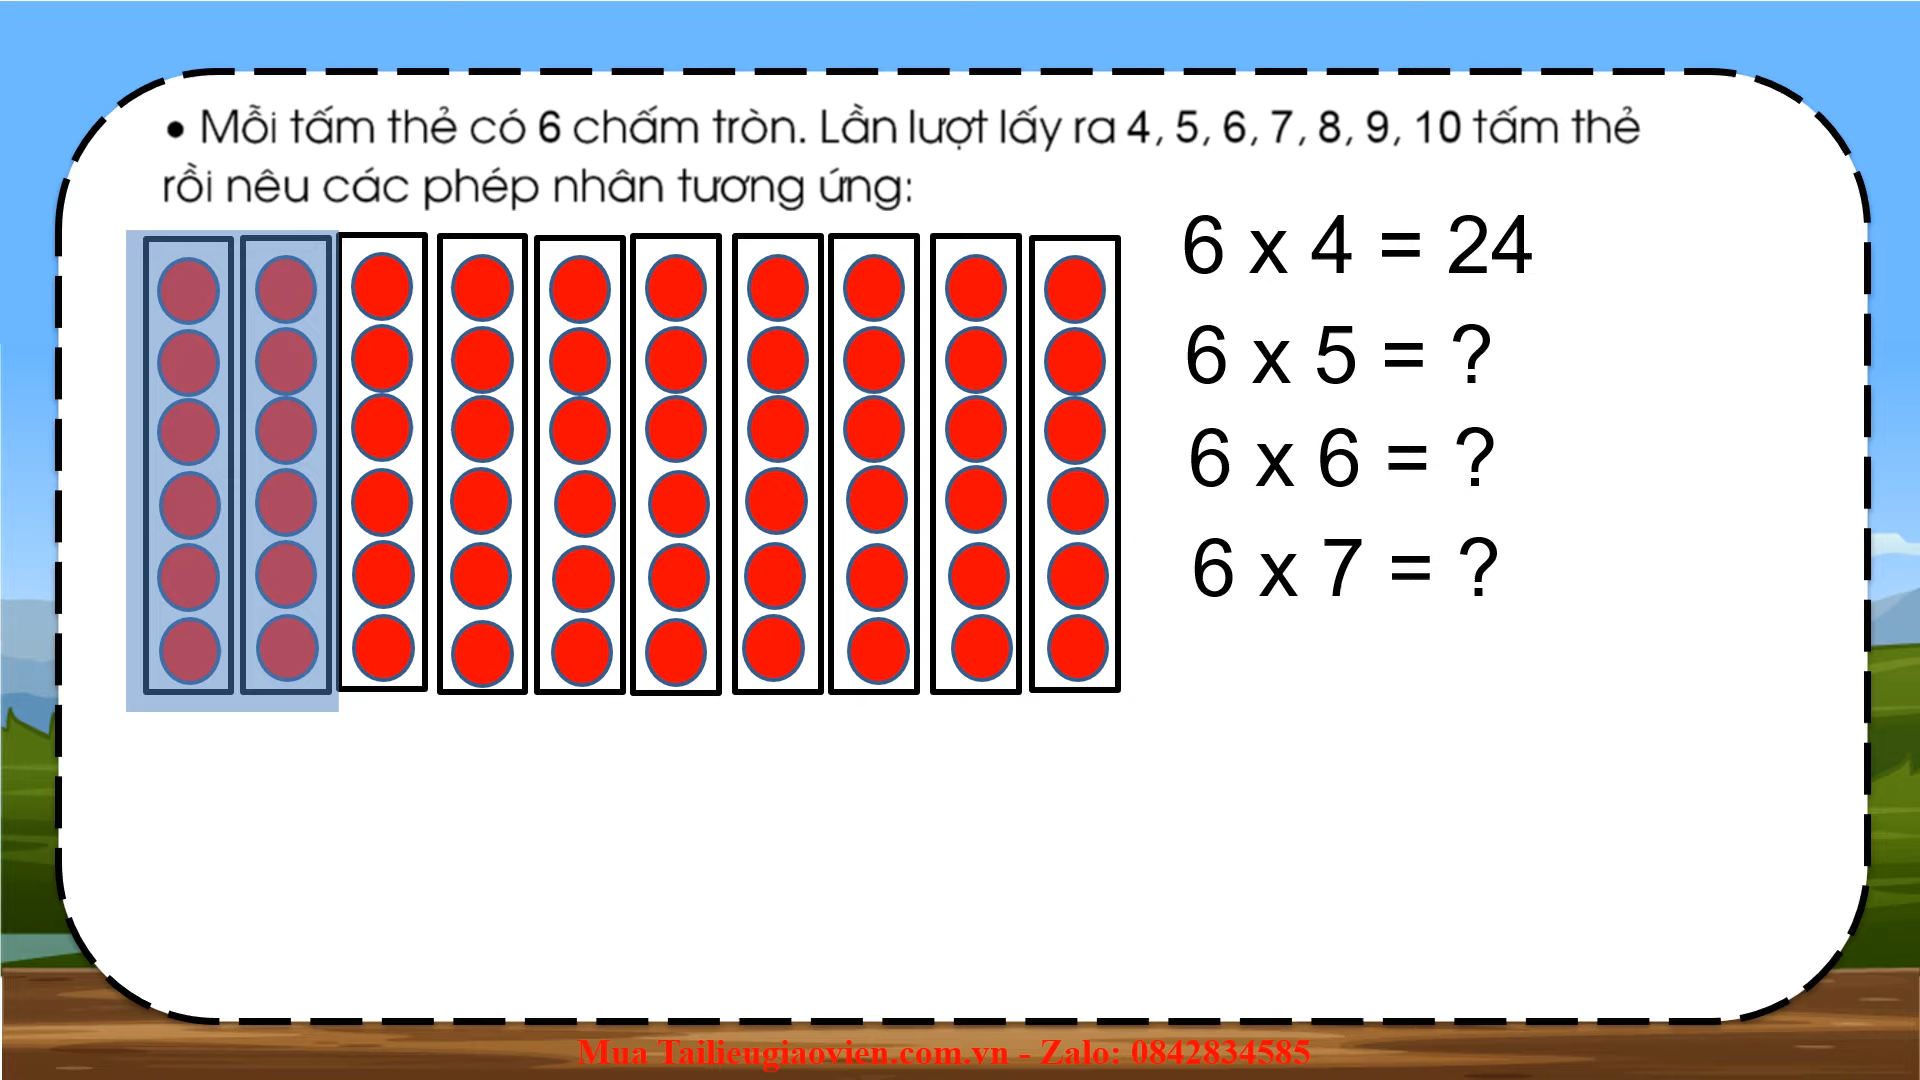 • Mỗi tấm thẻ có 6 chấm tròn. Lần lượt lấy ra 4, 5, 6, 7, 8, 9, 10 tấm thẻ
rồi nêu các phép nhân tương ứng:
6 x 4 = 24
6 x 5 = ?
6 x 6 = ?
6 x 7 = ?
Mua Tailieugiaovien.com.vn - Zalo: 0842834585